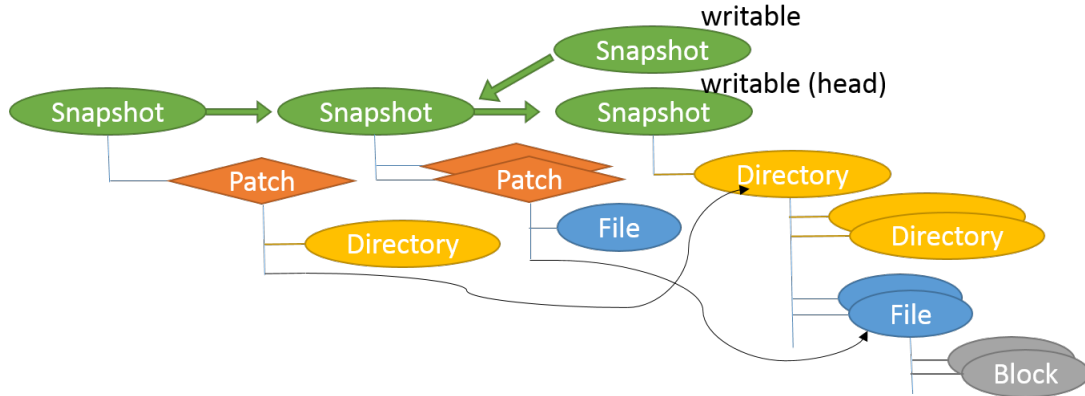 writable
Snapshot
writable (head)
Snapshot
Snapshot
Snapshot
Patch
Patch
Directory
Directory
File
Directory
File
Block